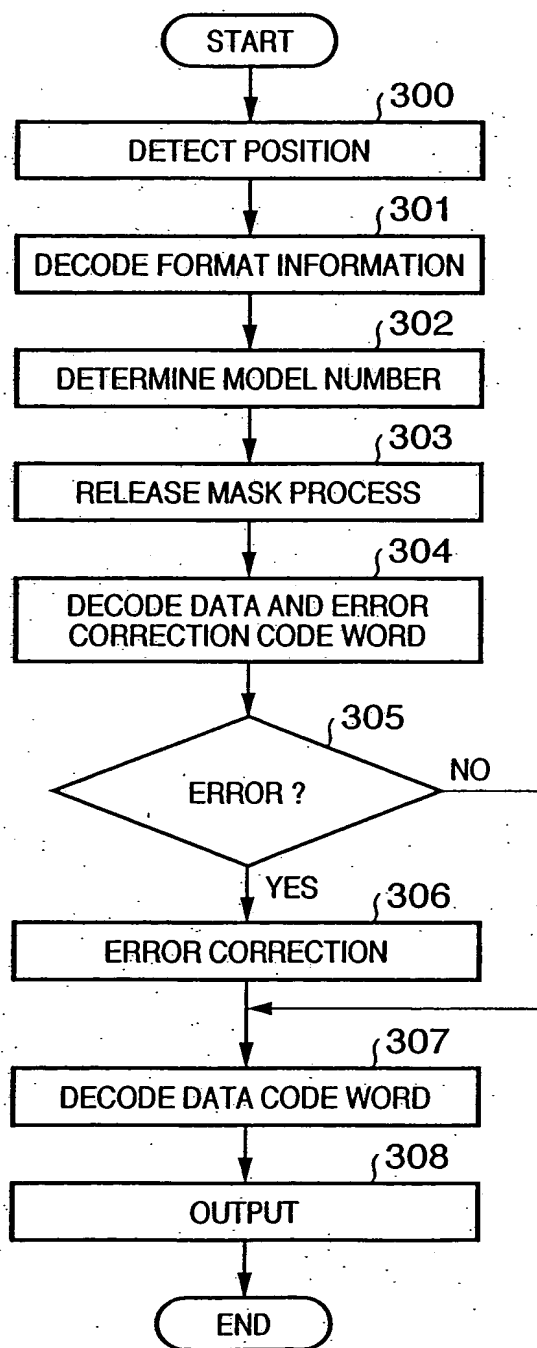 START
300
DETECT POSITION
301
DECODE FORMAT INFORMATION
302
DETERMINE MODEL NUMBER
303
RELEASE MASK PROCESS
304
DECODE DATA AND ERROR
CORRECTION CODE WORD
305
ERROR ?
NO
YES
306
ERROR CORRECTION
307
DECODE DATA CODE WORD
308
OUTPUT
END